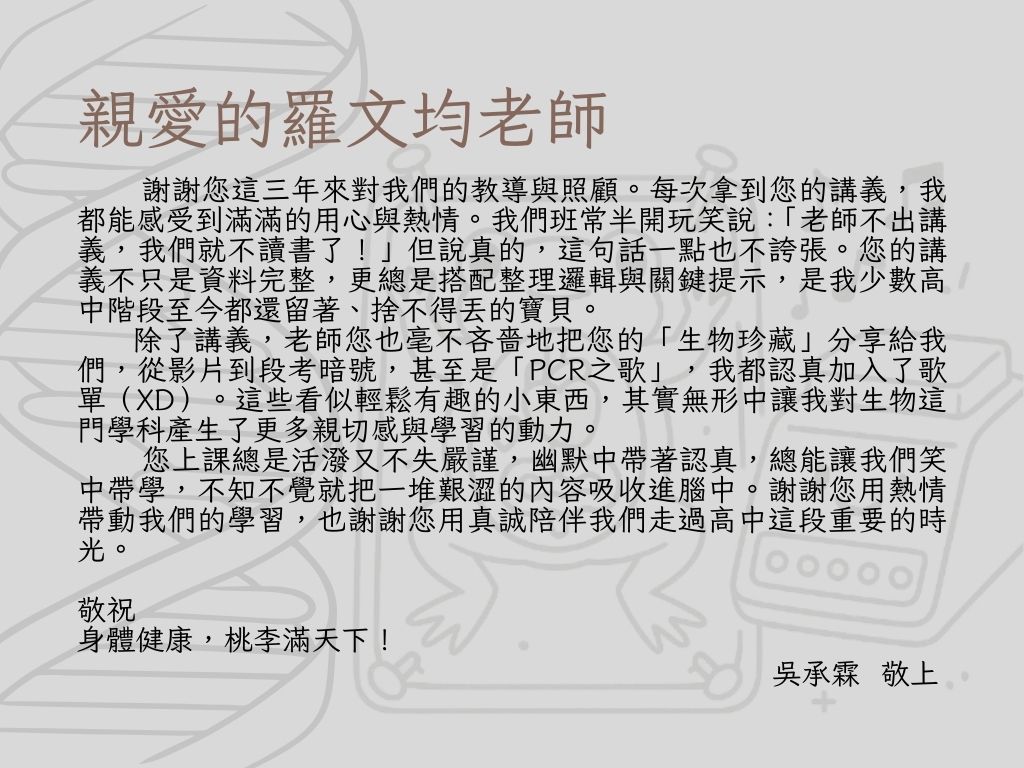 親愛的羅文均老師
謝謝您這三年來對我們的教導與照顧。每次拿到您的講義，我
都能感受到滿滿的用心與熱情。我們班常半開玩笑說：「老師不出講
義，我們就不讀書了！」但說真的，這句話一點也不誇張。您的講
義不只是資料完整，更總是搭配整理邏輯與關鍵提示，是我少數高
中階段至今都還留著、捨不得丟的寶貝。
除了講義，老師您也毫不吝嗇地把您的「生物珍藏」分享給我
們，從影片到段考暗號，甚至是「PCR之歌」，我都認真加入了歌
單（XD）。這些看似輕鬆有趣的小東西，其實無形中讓我對生物這
門學科產生了更多親切感與學習的動力。
您上課總是活潑又不失嚴謹，幽默中帶著認真，總能讓我們笑
中帶學，不知不覺就把一堆艱澀的內容吸收進腦中。謝謝您用熱情
帶動我們的學習，也謝謝您用真誠陪伴我們走過高中這段重要的時
光。
敬祝
身體健康，桃李滿天下！
吳承霖 敬上